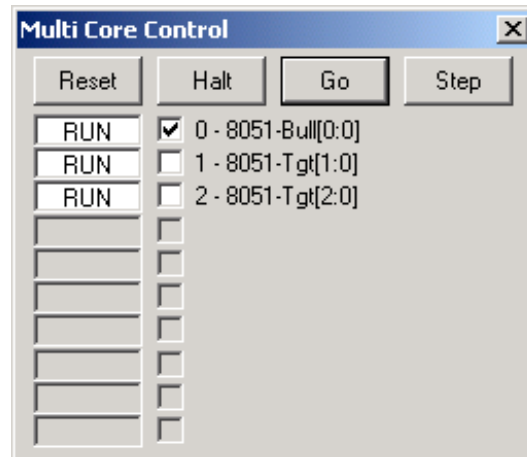 Multi Core Control
Reset Halt Go Step
RUN 0 - 8051-Bull[0:0]
RUN 1 - 8051-Tgt[1:0]
RUN 2 - 8051-Tgt[2:0]